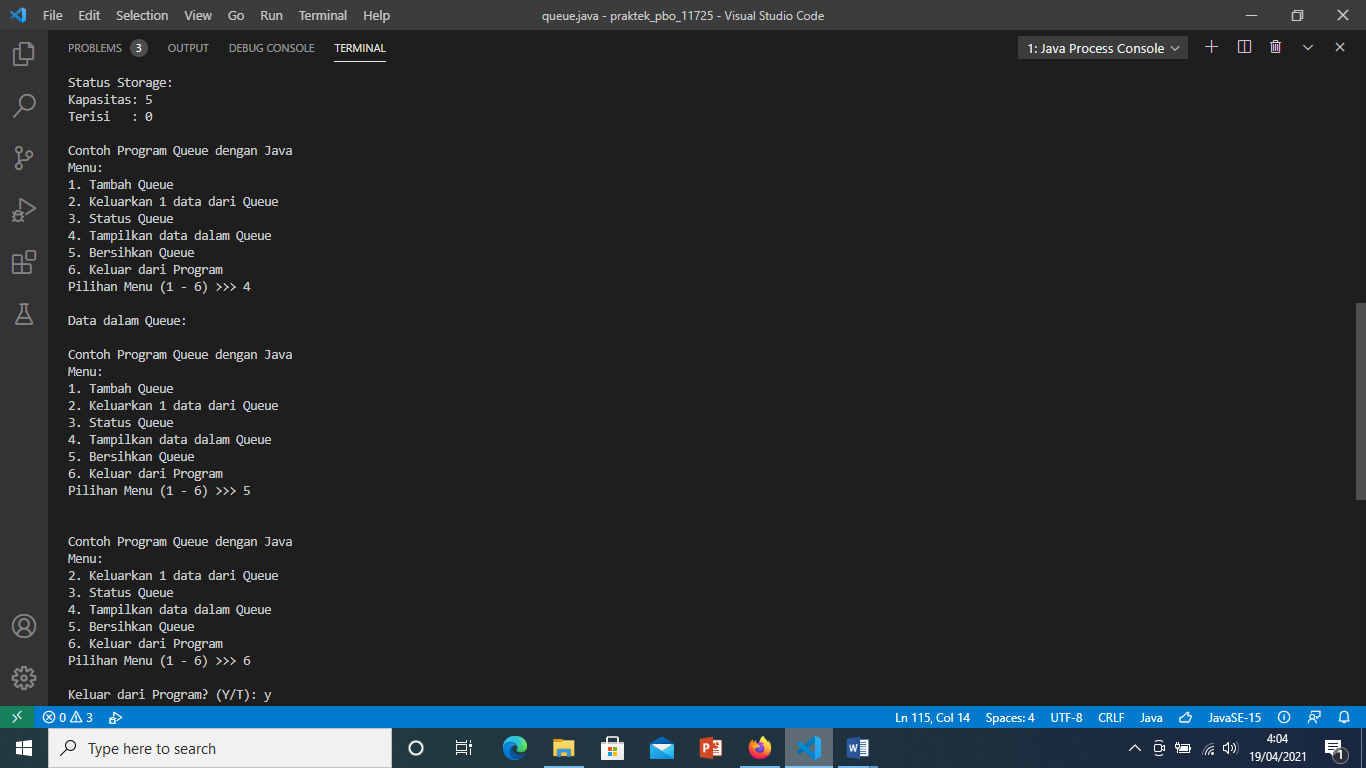 File Edit Selection View Go Run Terminal Help queue.java - praktek_pbo_11725 - Visual Studio Code
PROBLEMS 3 OUTPUT DEBUG CONSOLE TERMINAL 1: Java Process Console
Status Storage:
Kapasitas: 5
Terisi   : 0
Contoh Program Queue dengan Java
Menu:
1. Tambah Queue
2. Keluarkan 1 data dari Queue
3. Status Queue
4. Tampilkan data dalam Queue
5. Bersihkan Queue
6. Keluar dari Program
Pilihan Menu (1 - 6) >>> 4
Data dalam Queue:
Contoh Program Queue dengan Java
Menu:
1. Tambah Queue
2. Keluarkan 1 data dari Queue
3. Status Queue
4. Tampilkan data dalam Queue
5. Bersihkan Queue
6. Keluar dari Program
Pilihan Menu (1 - 6) >>> 5
Contoh Program Queue dengan Java
Menu:
2. Keluarkan 1 data dari Queue
3. Status Queue
4. Tampilkan data dalam Queue
5. Bersihkan Queue
6. Keluar dari Program
Pilihan Menu (1 - 6) >>> 6
Keluar dari Program? (Y/T): y
0 3 Ln 115, Col 14 Spaces: 4 UTF-8 CRLF Java JavaSE-15
Type here to search
4:04
19/04/2021
1